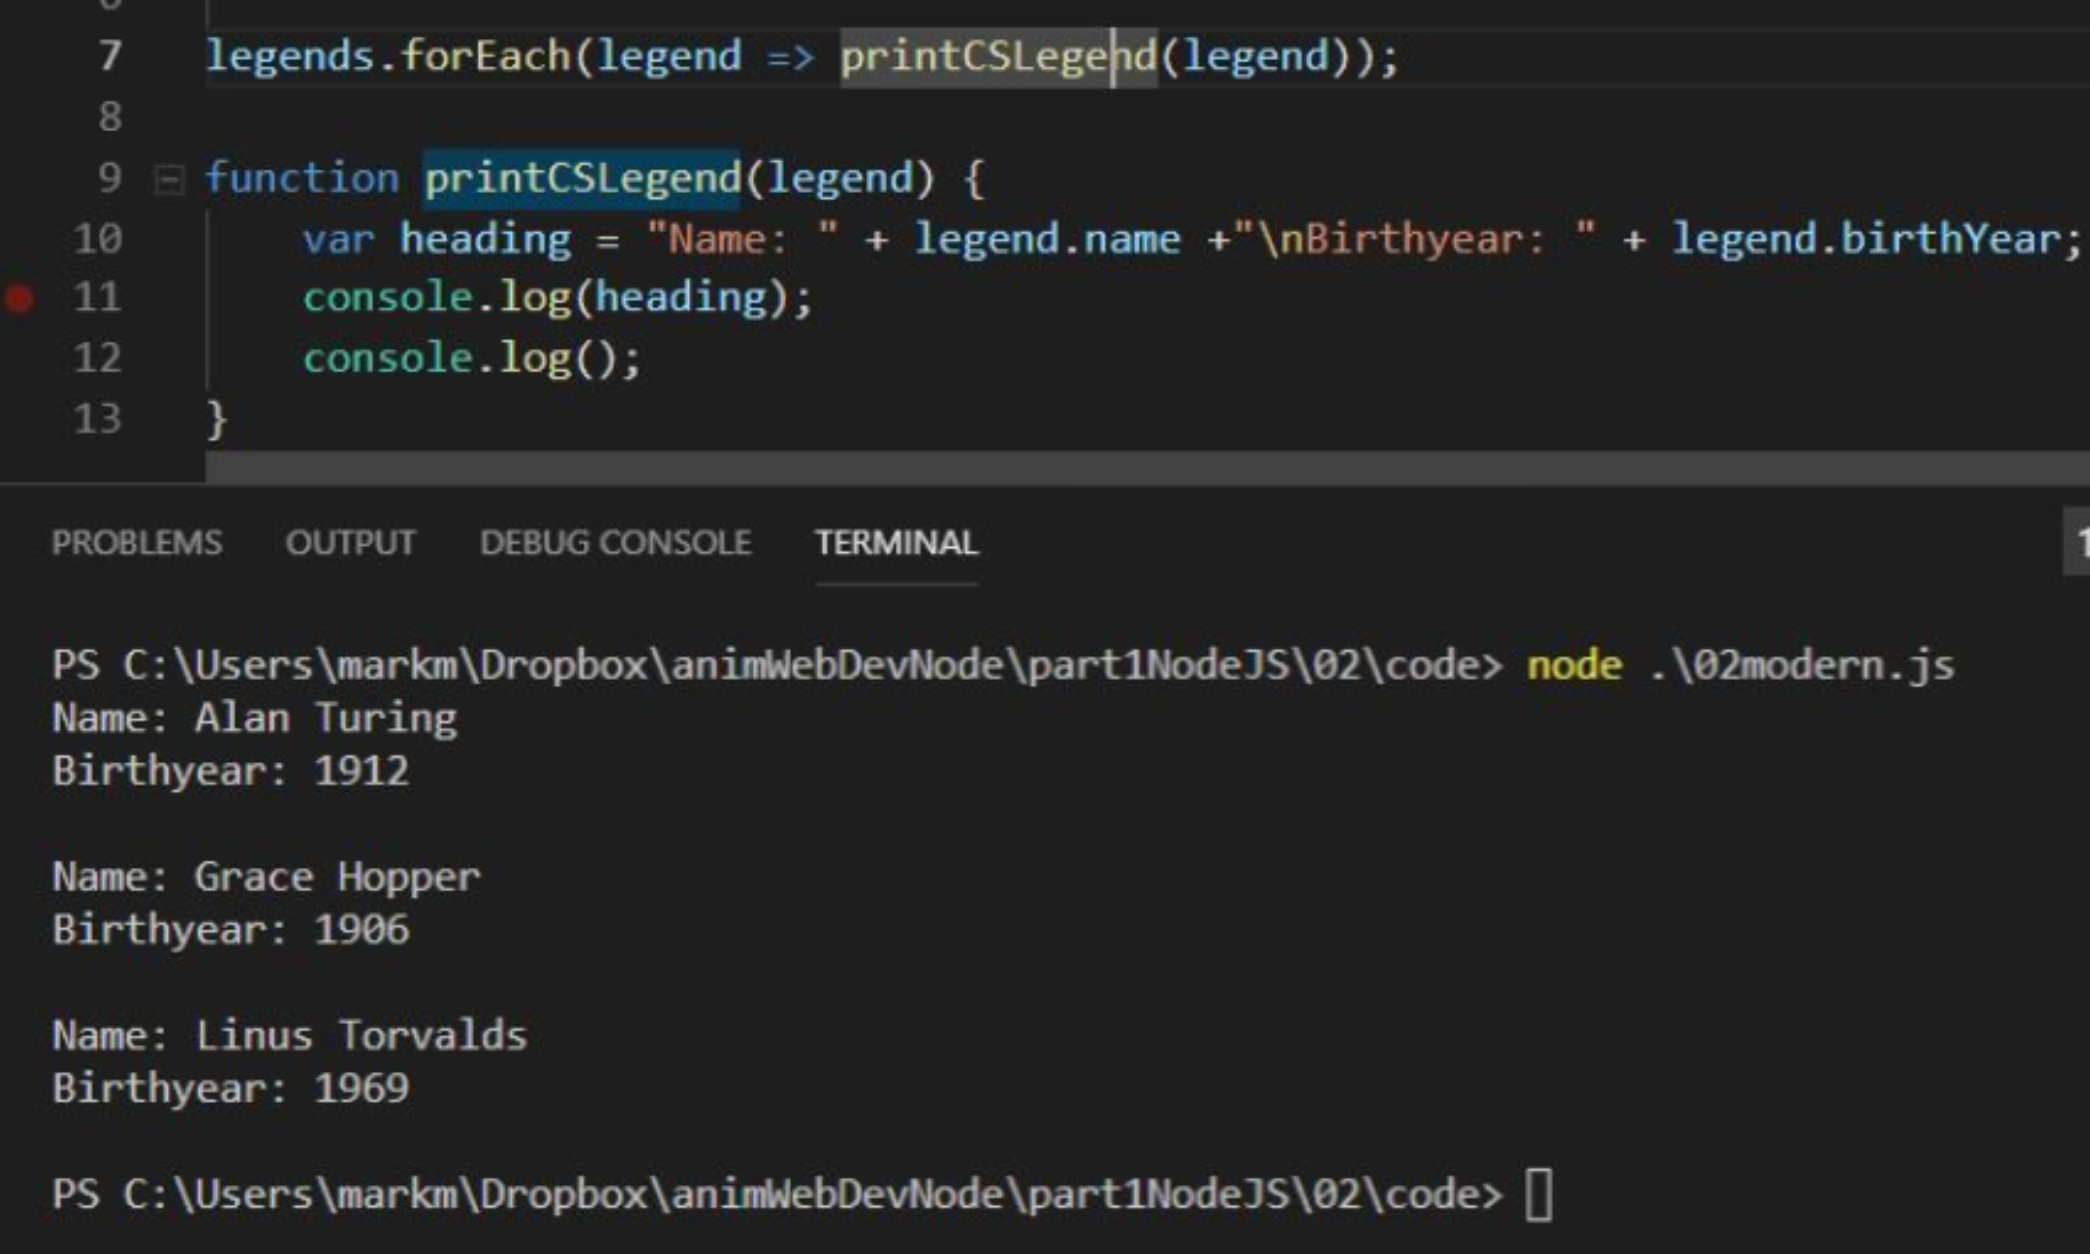 7 legends.forEach(legend => printCSLegend(legend));
8
9 function printCSLegend(legend) {
10 var heading = "Name: " + legend.name +"\nBirthyear: " + legend.birthYear;
11 console.log(heading);
12 console.log();
13 }
PROBLEMS OUTPUT DEBUG CONSOLE TERMINAL
PS C:\Users\markm\Dropbox\animWebDevNode\part1NodeJS\02\code> node .\02modern.js
Name: Alan Turing
Birthyear: 1912
Name: Grace Hopper
Birthyear: 1906
Name: Linus Torvalds
Birthyear: 1969
PS C:\Users\markm\Dropbox\animWebDevNode\part1NodeJS\02\code>